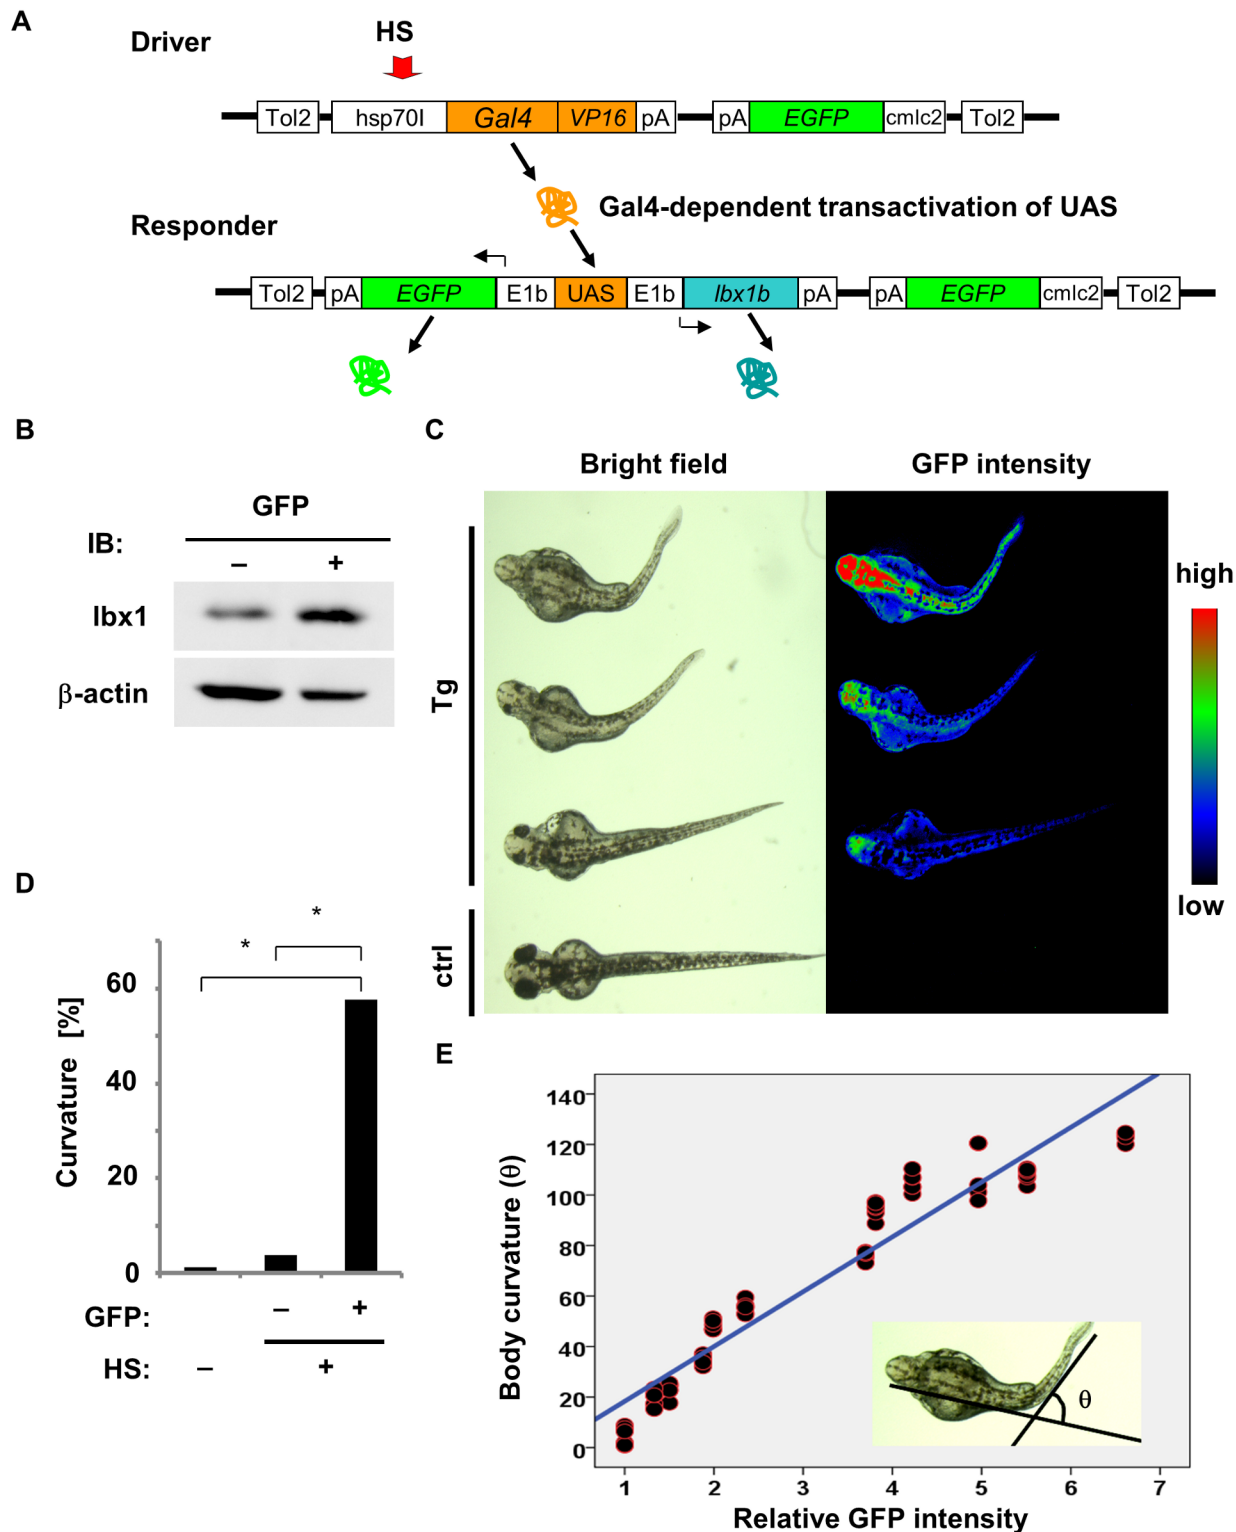 A
Driver
HS
Tol2 hsp70l Gal4 VP16 pA pA EGFP cmlc2 Tol2
Gal4-dependent transactivation of UAS
Responder
Tol2 pA EGFP E1b UAS E1b lbx1b pA pA EGFP cmlc2 Tol2
B
GFP
IB:
– +
lbx1
β-actin
C
Bright field GFP intensity
Tg
ctrl
high
low
D
* *
Curvature [%]
60
40
20
0
GFP: – +
HS: – +
E
Body curvature (θ)
140
120
100
80
60
40
20
0
θ
1 2 3 4 5 6 7
Relative GFP intensity